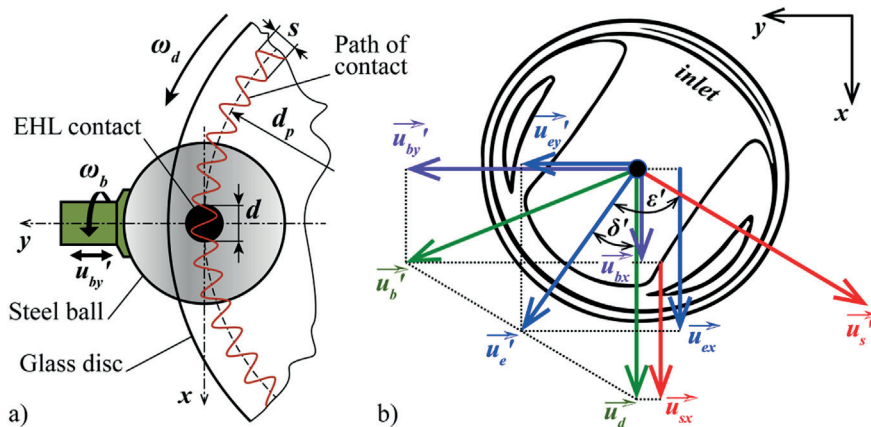 ω_d
s
Path of
contact
EHL contact
d_p
ω_b
d
y
u_by'
Steel ball
Glass disc
x
a)
y
x
inlet
u_by'
u_ey'
ε'
δ'
u_bx
u_b'
u_e'
u_ex
u_s'
u_d
u_sx
b)